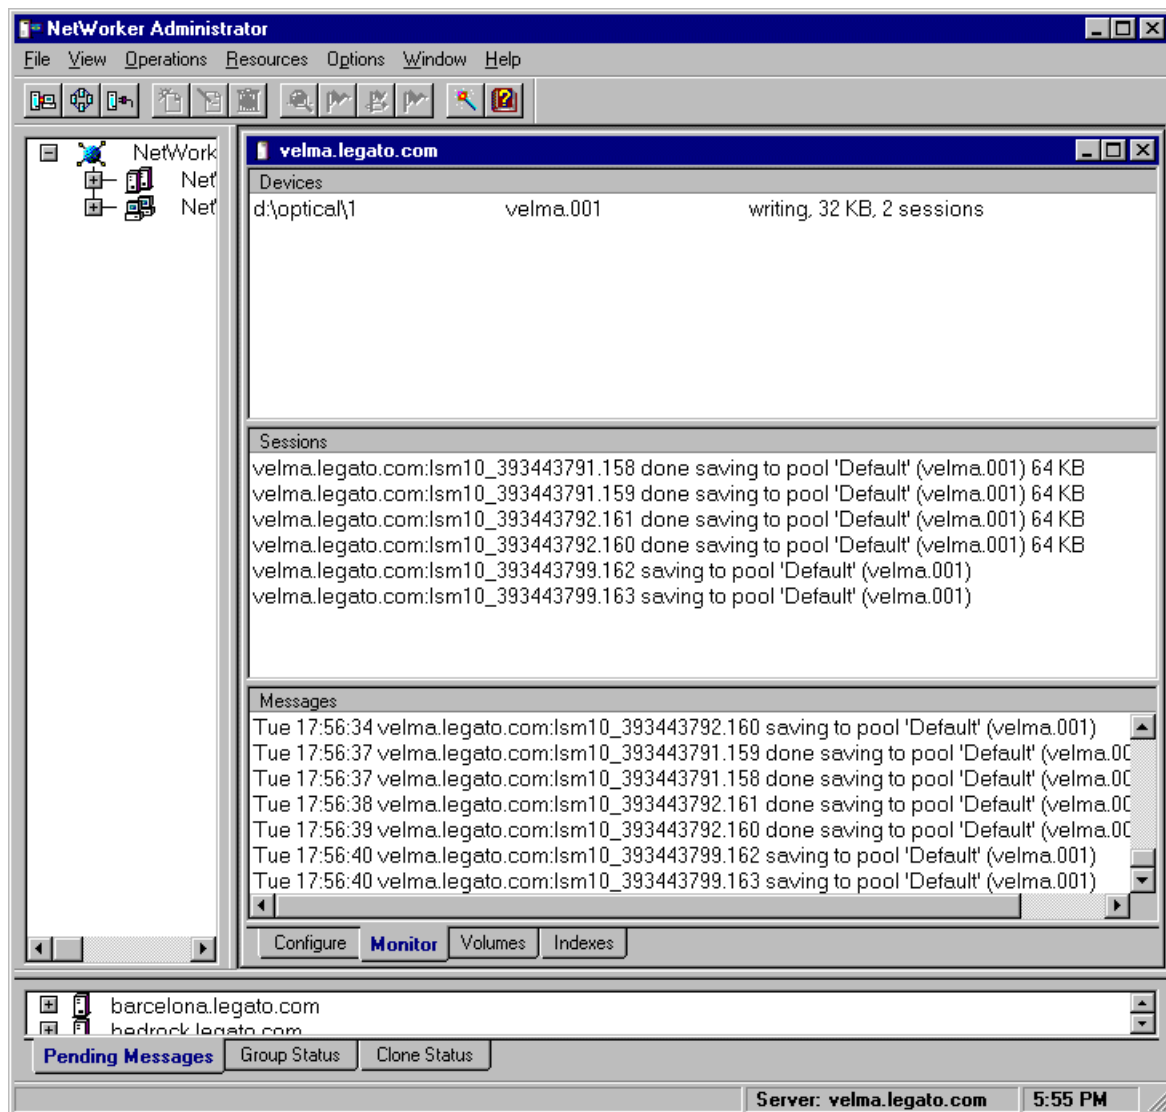 NetWorker Administrator
File View Operations Resources Options Window Help
NetWork
Net
Net
velma.legato.com
Devices
d:\optical\1 velma.001 writing, 32 KB, 2 sessions
Sessions
velma.legato.com:lsm10_393443791.158 done saving to pool 'Default' (velma.001) 64 KB
velma.legato.com:lsm10_393443791.159 done saving to pool 'Default' (velma.001) 64 KB
velma.legato.com:lsm10_393443792.161 done saving to pool 'Default' (velma.001) 64 KB
velma.legato.com:lsm10_393443792.160 done saving to pool 'Default' (velma.001) 64 KB
velma.legato.com:lsm10_393443799.162 saving to pool 'Default' (velma.001)
velma.legato.com:lsm10_393443799.163 saving to pool 'Default' (velma.001)
Messages
Tue 17:56:34 velma.legato.com:lsm10_393443792.160 saving to pool 'Default' (velma.001)
Tue 17:56:37 velma.legato.com:lsm10_393443791.159 done saving to pool 'Default' (velma.00
Tue 17:56:37 velma.legato.com:lsm10_393443791.158 done saving to pool 'Default' (velma.00
Tue 17:56:38 velma.legato.com:lsm10_393443792.161 done saving to pool 'Default' (velma.00
Tue 17:56:39 velma.legato.com:lsm10_393443792.160 done saving to pool 'Default' (velma.00
Tue 17:56:40 velma.legato.com:lsm10_393443799.162 saving to pool 'Default' (velma.001)
Tue 17:56:40 velma.legato.com:lsm10_393443799.163 saving to pool 'Default' (velma.001)
Configure Monitor Volumes Indexes
barcelona.legato.com
bedrock.legato.com
Pending Messages Group Status Clone Status
Server: velma.legato.com 5:55 PM